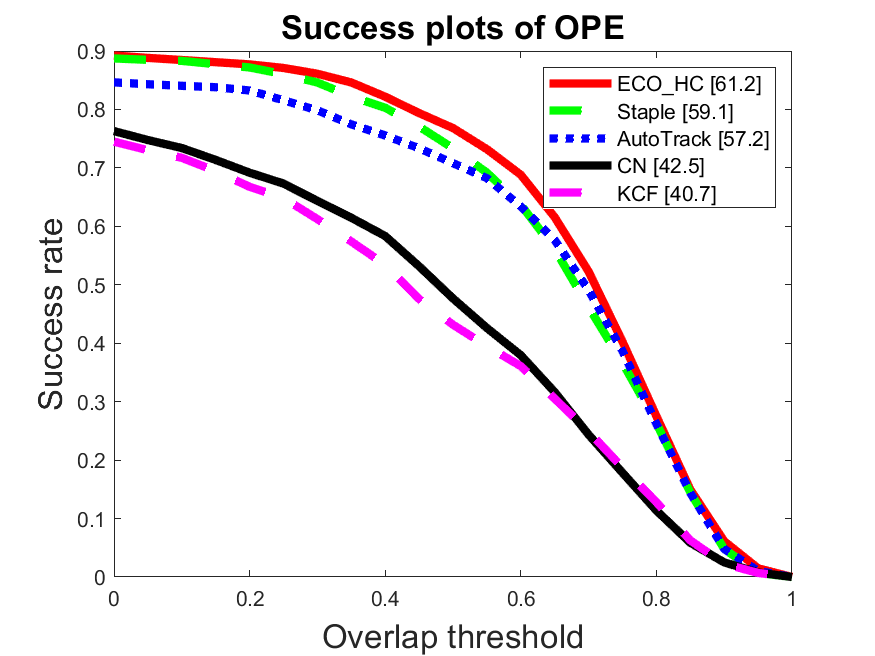 Success plots of OPE
0.9
0.8
0.7
0.6
0.5
0.4
0.3
0.2
0.1
0
Success rate
ECO_HC [61.2]
Staple [59.1]
AutoTrack [57.2]
CN [42.5]
KCF [40.7]
0 0.2 0.4 0.6 0.8 1
Overlap threshold